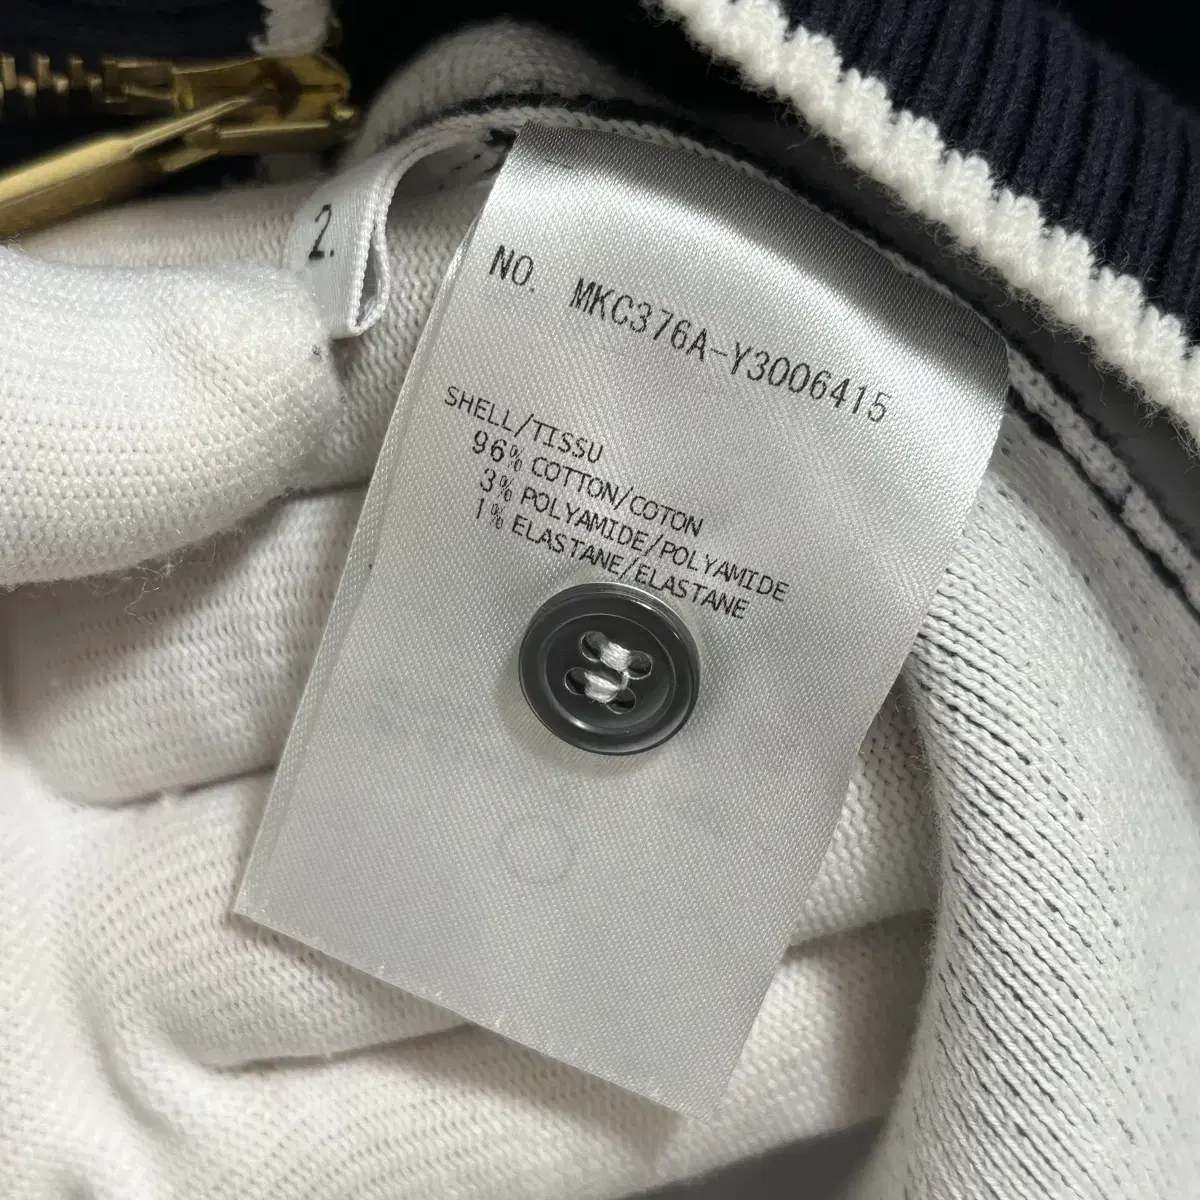 2.
NO. MKC376A-Y3006415
SHELL/TISSU
96% COTTON/COTON
3% POLYAMIDE/POLYAMIDE
1% ELASTANE/ELASTANE